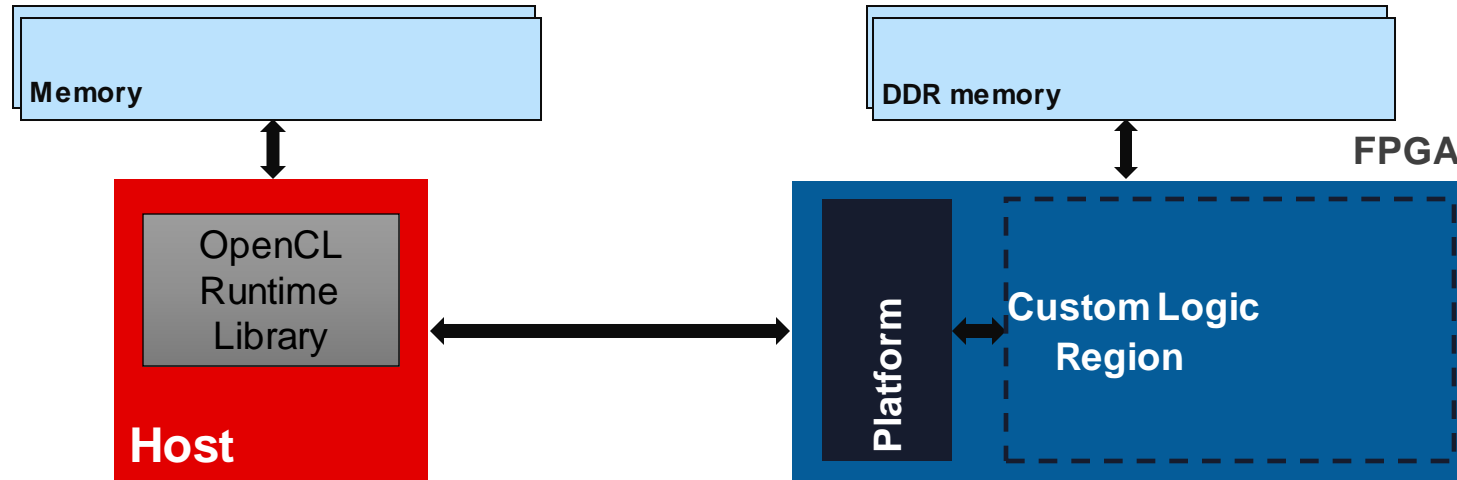 Memory
DDR memory
FPGA
OpenCL
Runtime
Library
Host
Platform
Custom Logic
Region